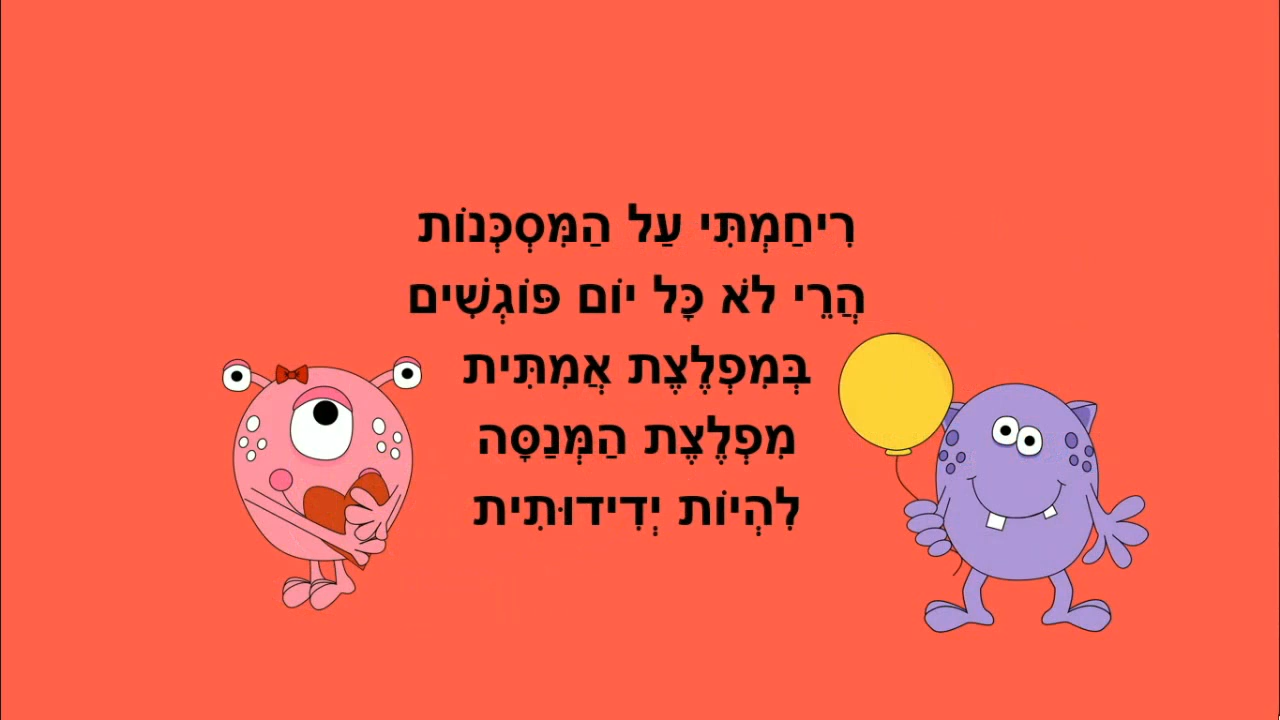 רִיחַמְתִּי עַל הַמִּסְכְּנוֹת
הֲרֵי לֹא כָּל יוֹם פּוֹגְשִׁים
בְּמִפְלֶצֶת אֲמִתִּית
מִפְלֶצֶת הַמְּנַסָּה
לִהְיוֹת יְדִידוּתִית